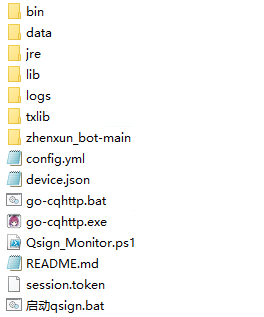 bin
data
jre
lib
logs
txlib
zhenxun_bot-main
config.yml
device.json
go-cqhttp.bat
go-cqhttp.exe
Qsign_Monitor.ps1
README.md
session.token
启动qsign.bat